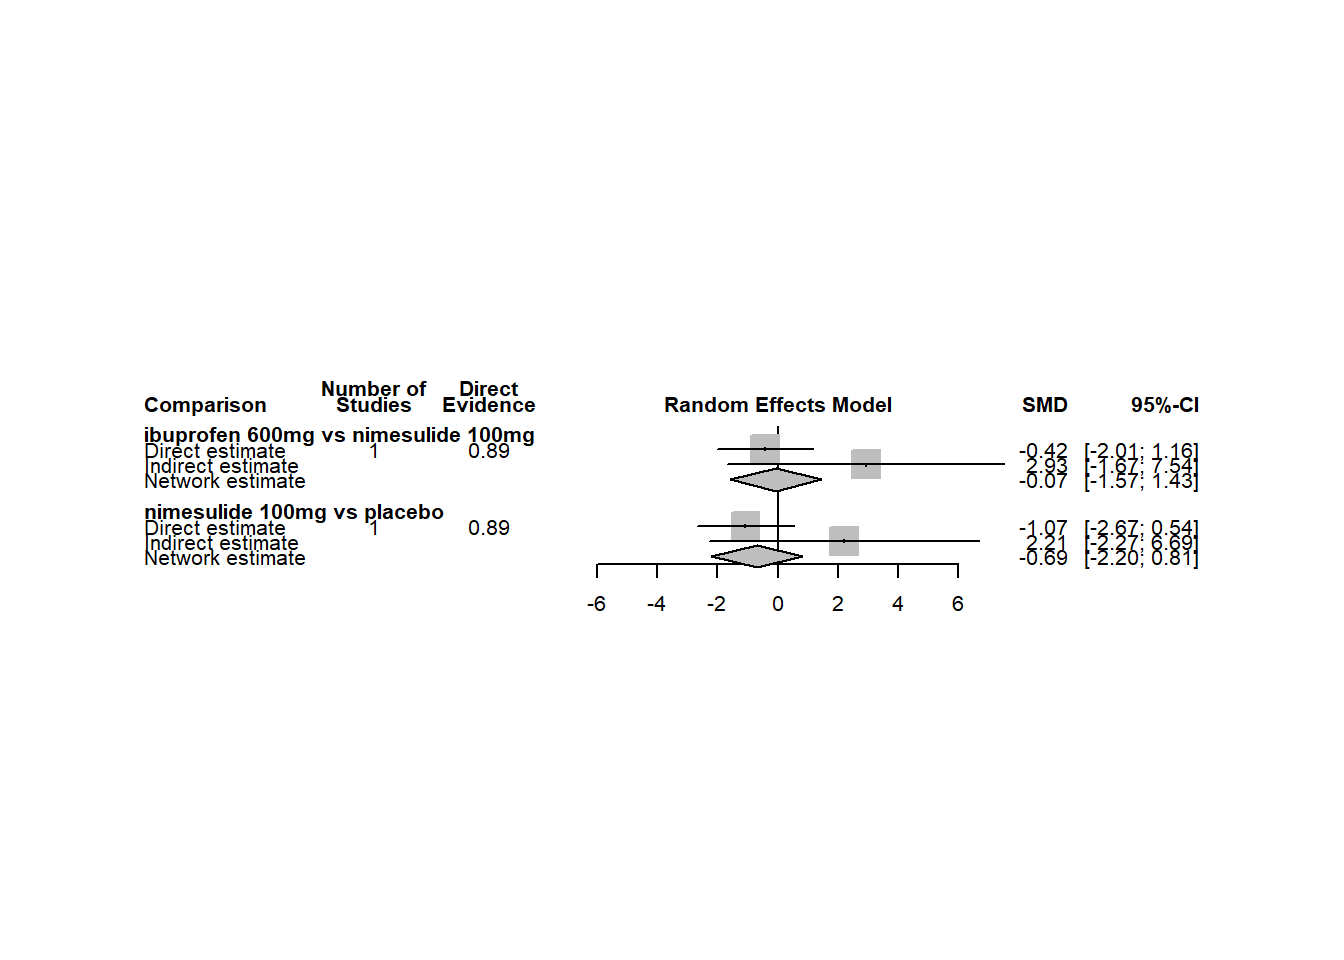 Number of Direct
Comparison Studies Evidence Random Effects Model SMD 95%-CI
ibuprofen 600mg vs nimesulide 100mg
Direct estimate 1 0.89 -0.42 [-2.01; 1.16]
Indirect estimate 2.93 [-1.67; 7.54]
Network estimate -0.07 [-1.57; 1.43]
nimesulide 100mg vs placebo
Direct estimate 1 0.89 -1.07 [-2.67; 0.54]
Indirect estimate 2.21 [-2.27; 6.69]
Network estimate -0.69 [-2.20; 0.81]
-6 -4 -2 0 2 4 6